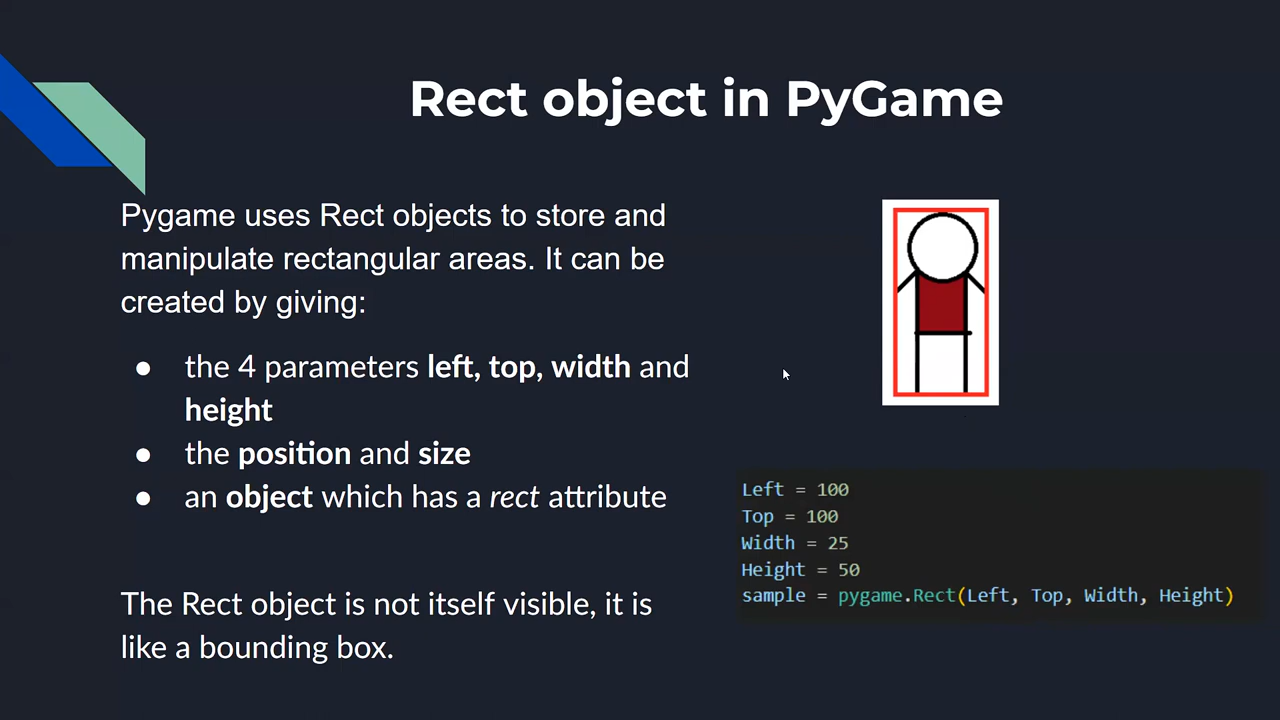 Rect object in PyGame
Pygame uses Rect objects to store and
manipulate rectangular areas. It can be
created by giving:
● the 4 parameters left, top, width and
height
● the position and size
● an object which has a rect attribute
The Rect object is not itself visible, it is
like a bounding box.
Left = 100
Top = 100
Width = 25
Height = 50
sample = pygame.Rect(Left, Top, Width, Height)